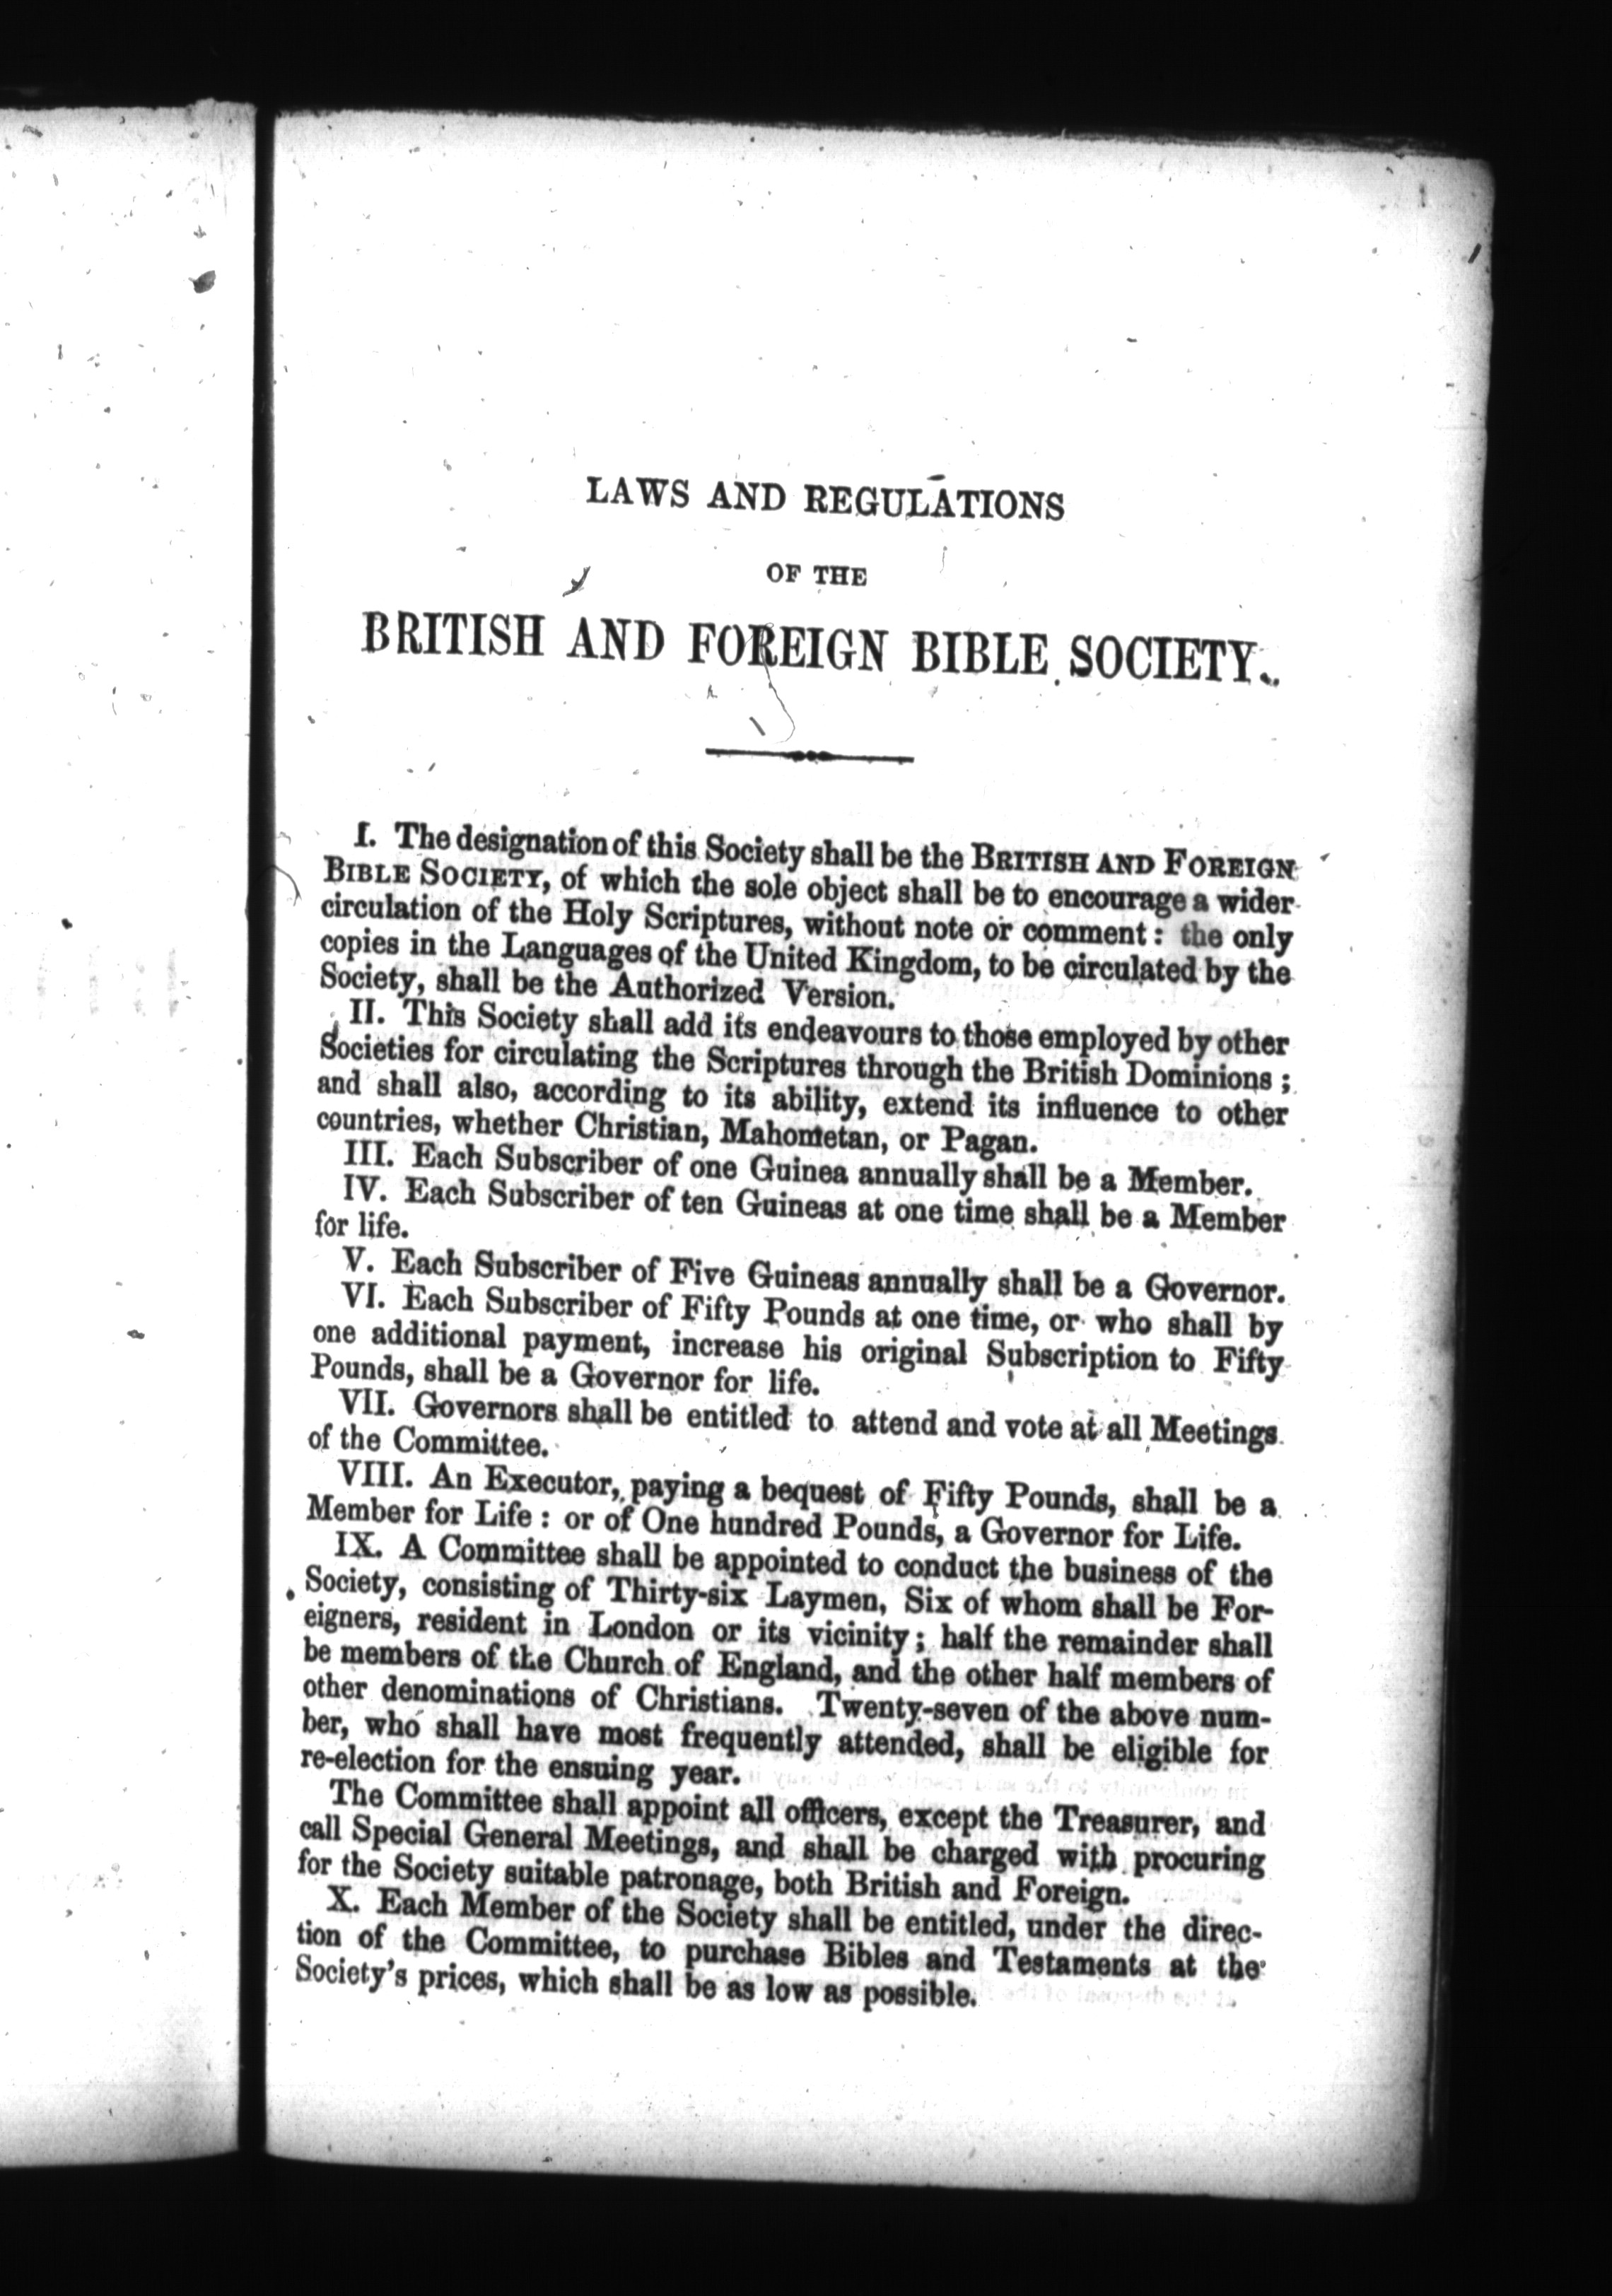 LAWS AND REGULATIONS
OF THE
BRITISH AND FOREIGN BIBLE SOCIETY.
I. The designation of this Society shall be the BRITISH AND FOREIGN
BIBLE SOCIETY, of which the sole object shall be to encourage a wider
circulation of the Holy Scriptures, without note or comment: the only
copies in the Languages of the United Kingdom, to be circulated by the
Society, shall be the Authorized Version.
II. This Society shall add its endeavours to those employed by other
Societies for circulating the Scriptures through the British Dominions;
and shall also, according to its ability, extend its influence to other
countries, whether Christian, Mahometan, or Pagan.
III. Each Subscriber of one Guinea annually shall be a Member.
IV. Each Subscriber of ten Guineas at one time shall be a Member
for life.
V. Each Subscriber of Five Guineas annually shall be a Governor.
VI. Each Subscriber of Fifty Pounds at one time, or who shall by
one additional payment, increase his original Subscription to Fifty
Pounds, shall be a Governor for life.
VII. Governors shall be entitled to attend and vote at all Meetings
of the Committee.
VIII. An Executor, paying a bequest of Fifty Pounds, shall be a
Member for Life: or of One hundred Pounds, a Governor for Life.
IX. A Committee shall be appointed to conduct the business of the
Society, consisting of Thirty-six Laymen, Six of whom shall be For-
eigners, resident in London or its vicinity; half the remainder shall
be members of the Church of England, and the other half members of
other denominations of Christians. Twenty-seven of the above num-
ber, who shall have most frequently attended, shall be eligible for
re-election for the ensuing year.
The Committee shall appoint all officers, except the Treasurer, and
call Special General Meetings, and shall be charged with procuring
for the Society suitable patronage, both British and Foreign.
X. Each Member of the Society shall be entitled, under the direc-
tion of the Committee, to purchase Bibles and Testaments at the
Society's prices, which shall be as low as possible.